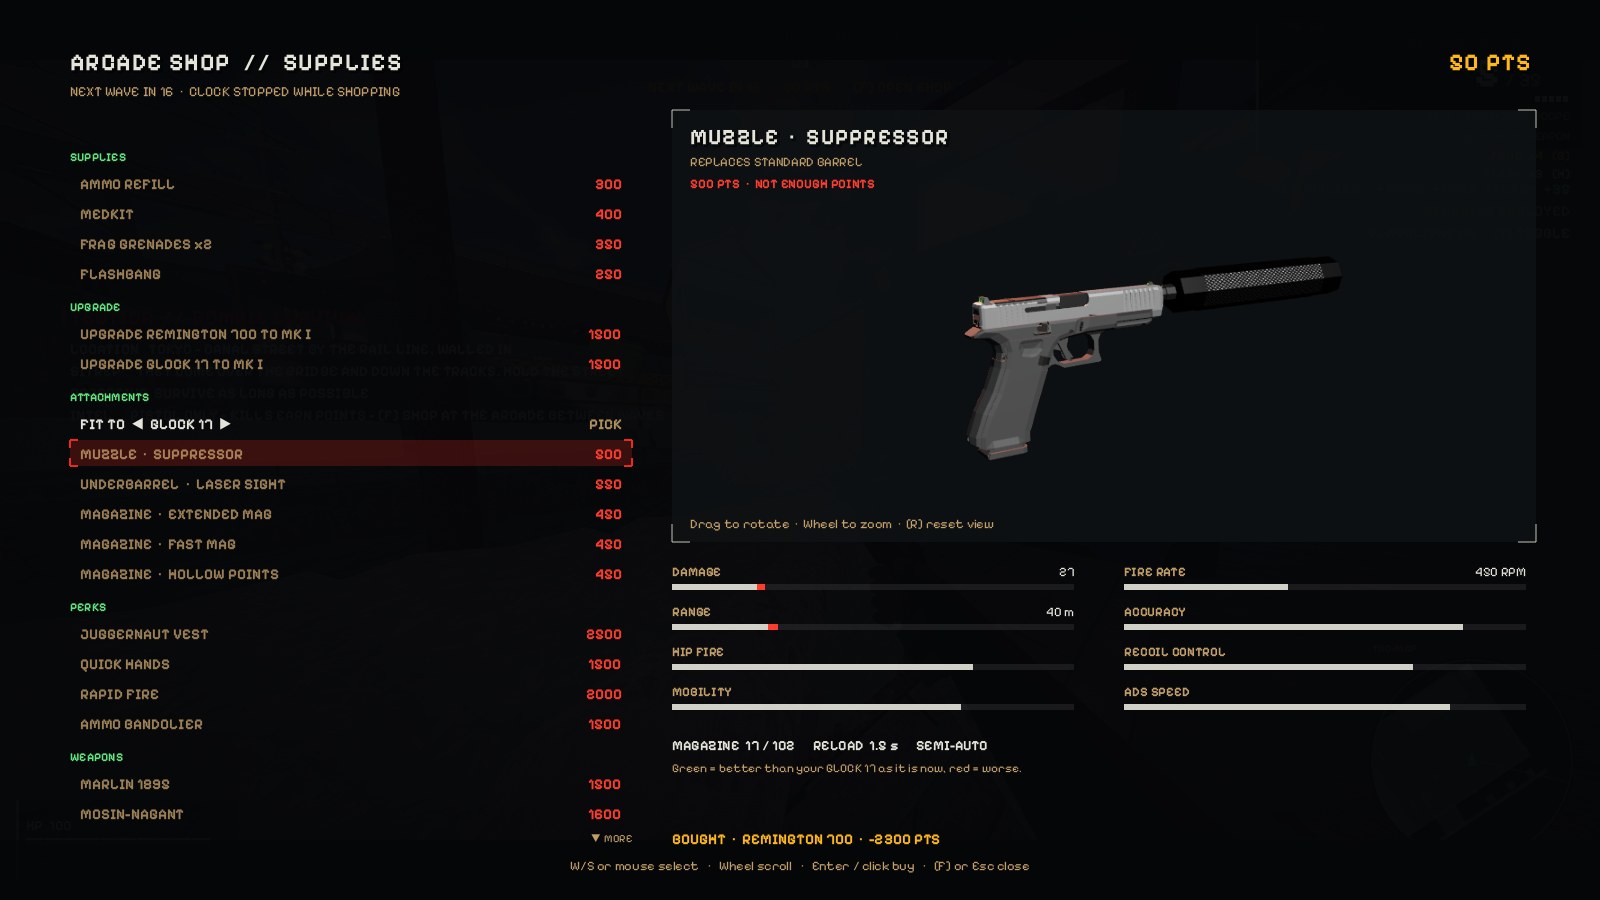 ARCADE SHOP // SUPPLIES
50 PTS
NEXT WAVE IN 16 · CLOCK STOPPED WHILE SHOPPING
SUPPLIES
AMMO REFILL 300
MEDKIT 400
FRAG GRENADES x2 350
FLASHBANG 250
UPGRADE
UPGRADE REMINGTON 700 TO MK I 1500
UPGRADE GLOCK 17 TO MK I 1500
ATTACHMENTS
FIT TO ◀ GLOCK 17 ▶ PICK
MUZZLE · SUPPRESSOR 500
UNDERBARREL · LASER SIGHT 550
MAGAZINE · EXTENDED MAG 450
MAGAZINE · FAST MAG 450
MAGAZINE · HOLLOW POINTS 450
PERKS
JUGGERNAUT VEST 2500
QUICK HANDS 1500
RAPID FIRE 2000
AMMO BANDOLIER 1500
WEAPONS
MARLIN 1895 1500
MOSIN-NAGANT 1600
▼ MORE
MUZZLE · SUPPRESSOR
REPLACES STANDARD BARREL
500 PTS · NOT ENOUGH POINTS
Drag to rotate · Wheel to zoom · (R) reset view
DAMAGE 27
FIRE RATE 450 RPM
RANGE 40 m
ACCURACY
HIP FIRE
RECOIL CONTROL
MOBILITY
ADS SPEED
MAGAZINE 17 / 102 RELOAD 1.5 s SEMI-AUTO
Green = better than your GLOCK 17 as it is now, red = worse.
BOUGHT · REMINGTON 700 · -2300 PTS
W/S or mouse select · Wheel scroll · Enter / click buy · (F) or Esc close